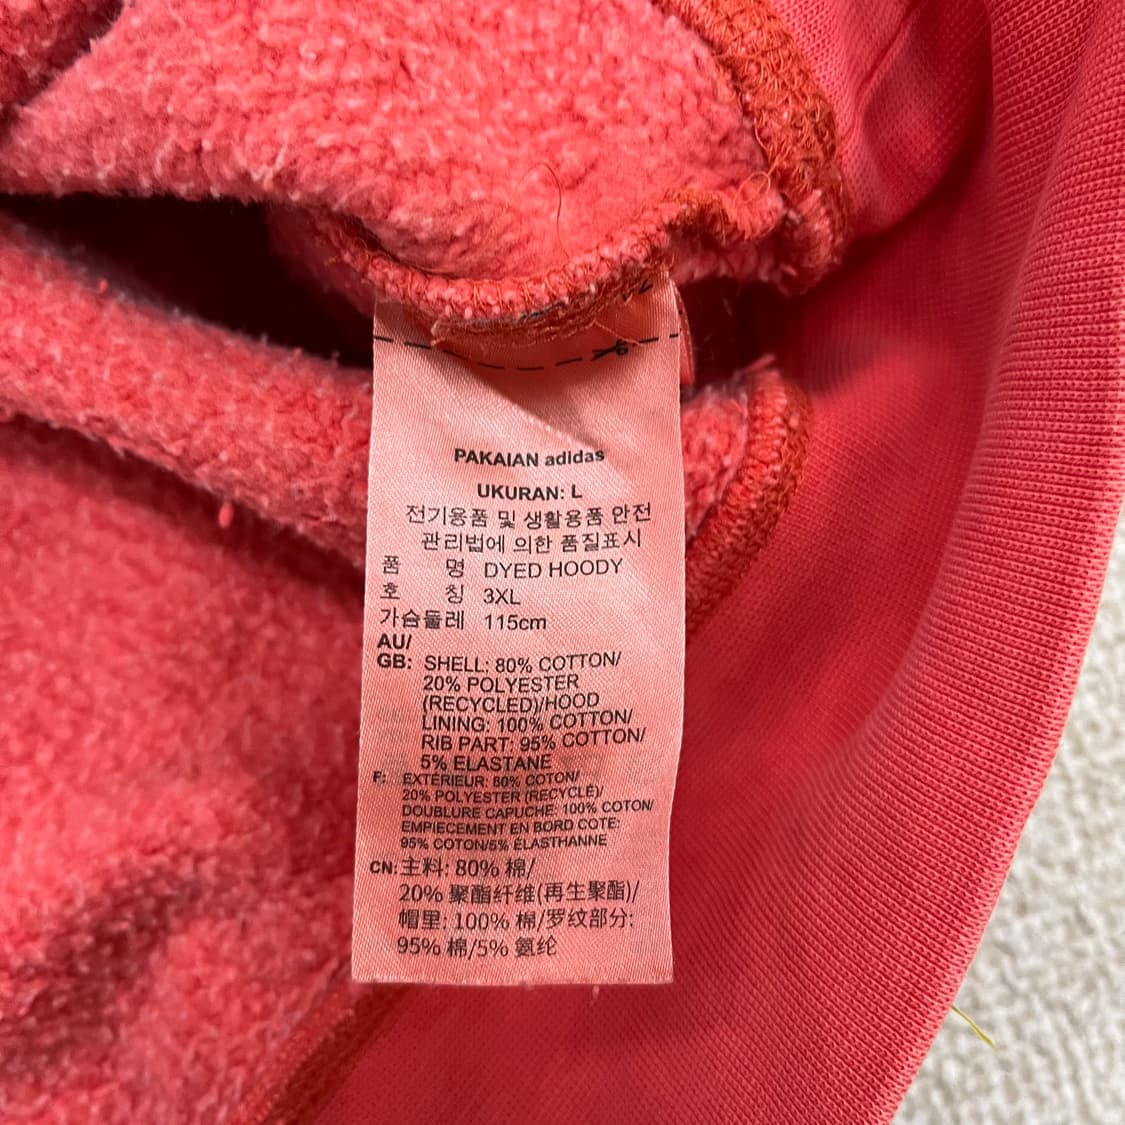 PAKAIAN adidas
UKURAN: L
전기용품 및 생활용품 안전
관리법에 의한 품질표시
품 명 DYED HOODY
호 칭 3XL
가슴둘레 115cm
AU/
GB: SHELL: 80% COTTON/
20% POLYESTER
(RECYCLED)/HOOD
LINING: 100% COTTON/
RIB PART: 95% COTTON/
5% ELASTANE
F: EXTÉRIEUR: 80% COTON/
20% POLYESTER (RECYCLÉ)/
DOUBLURE CAPUCHE: 100% COTON/
EMPIECEMENT EN BORD COTE:
95% COTON/5% ÉLASTHANNE
CN: 主料: 80% 棉/
20% 聚酯纤维(再生聚酯)/
帽里: 100% 棉/罗纹部分:
95% 棉/5% 氨纶